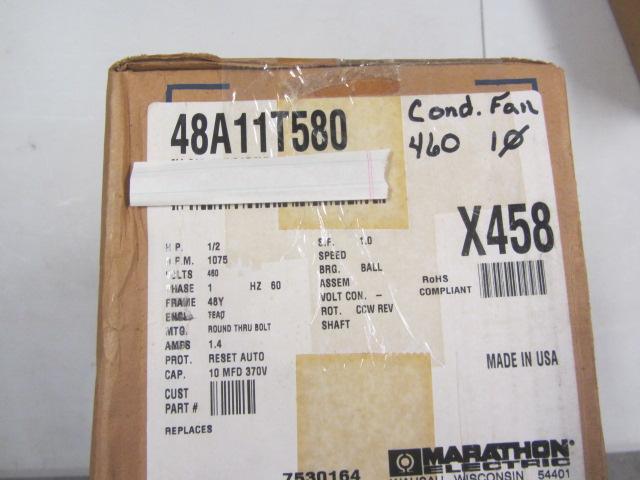 48A11T580
Cond. Fan
460 1Ø
X458
H.P. 1/2
R.P.M. 1075
VOLTS 460
PHASE 1 HZ 60
FRAME 48Y
ENCL. TEAO
MTG. ROUND THRU BOLT
AMPS 1.4
PROT. RESET AUTO
CAP. 10 MFD 370V
CUST
PART #
REPLACES
S.F. 1.0
SPEED
BRG. BALL
ASSEM
VOLT CON. –
ROT. CCW REV
SHAFT
RoHS
COMPLIANT
MADE IN USA
MARATHON®
ELECTRIC
7530164
WAUSAU, WISCONSIN 54401